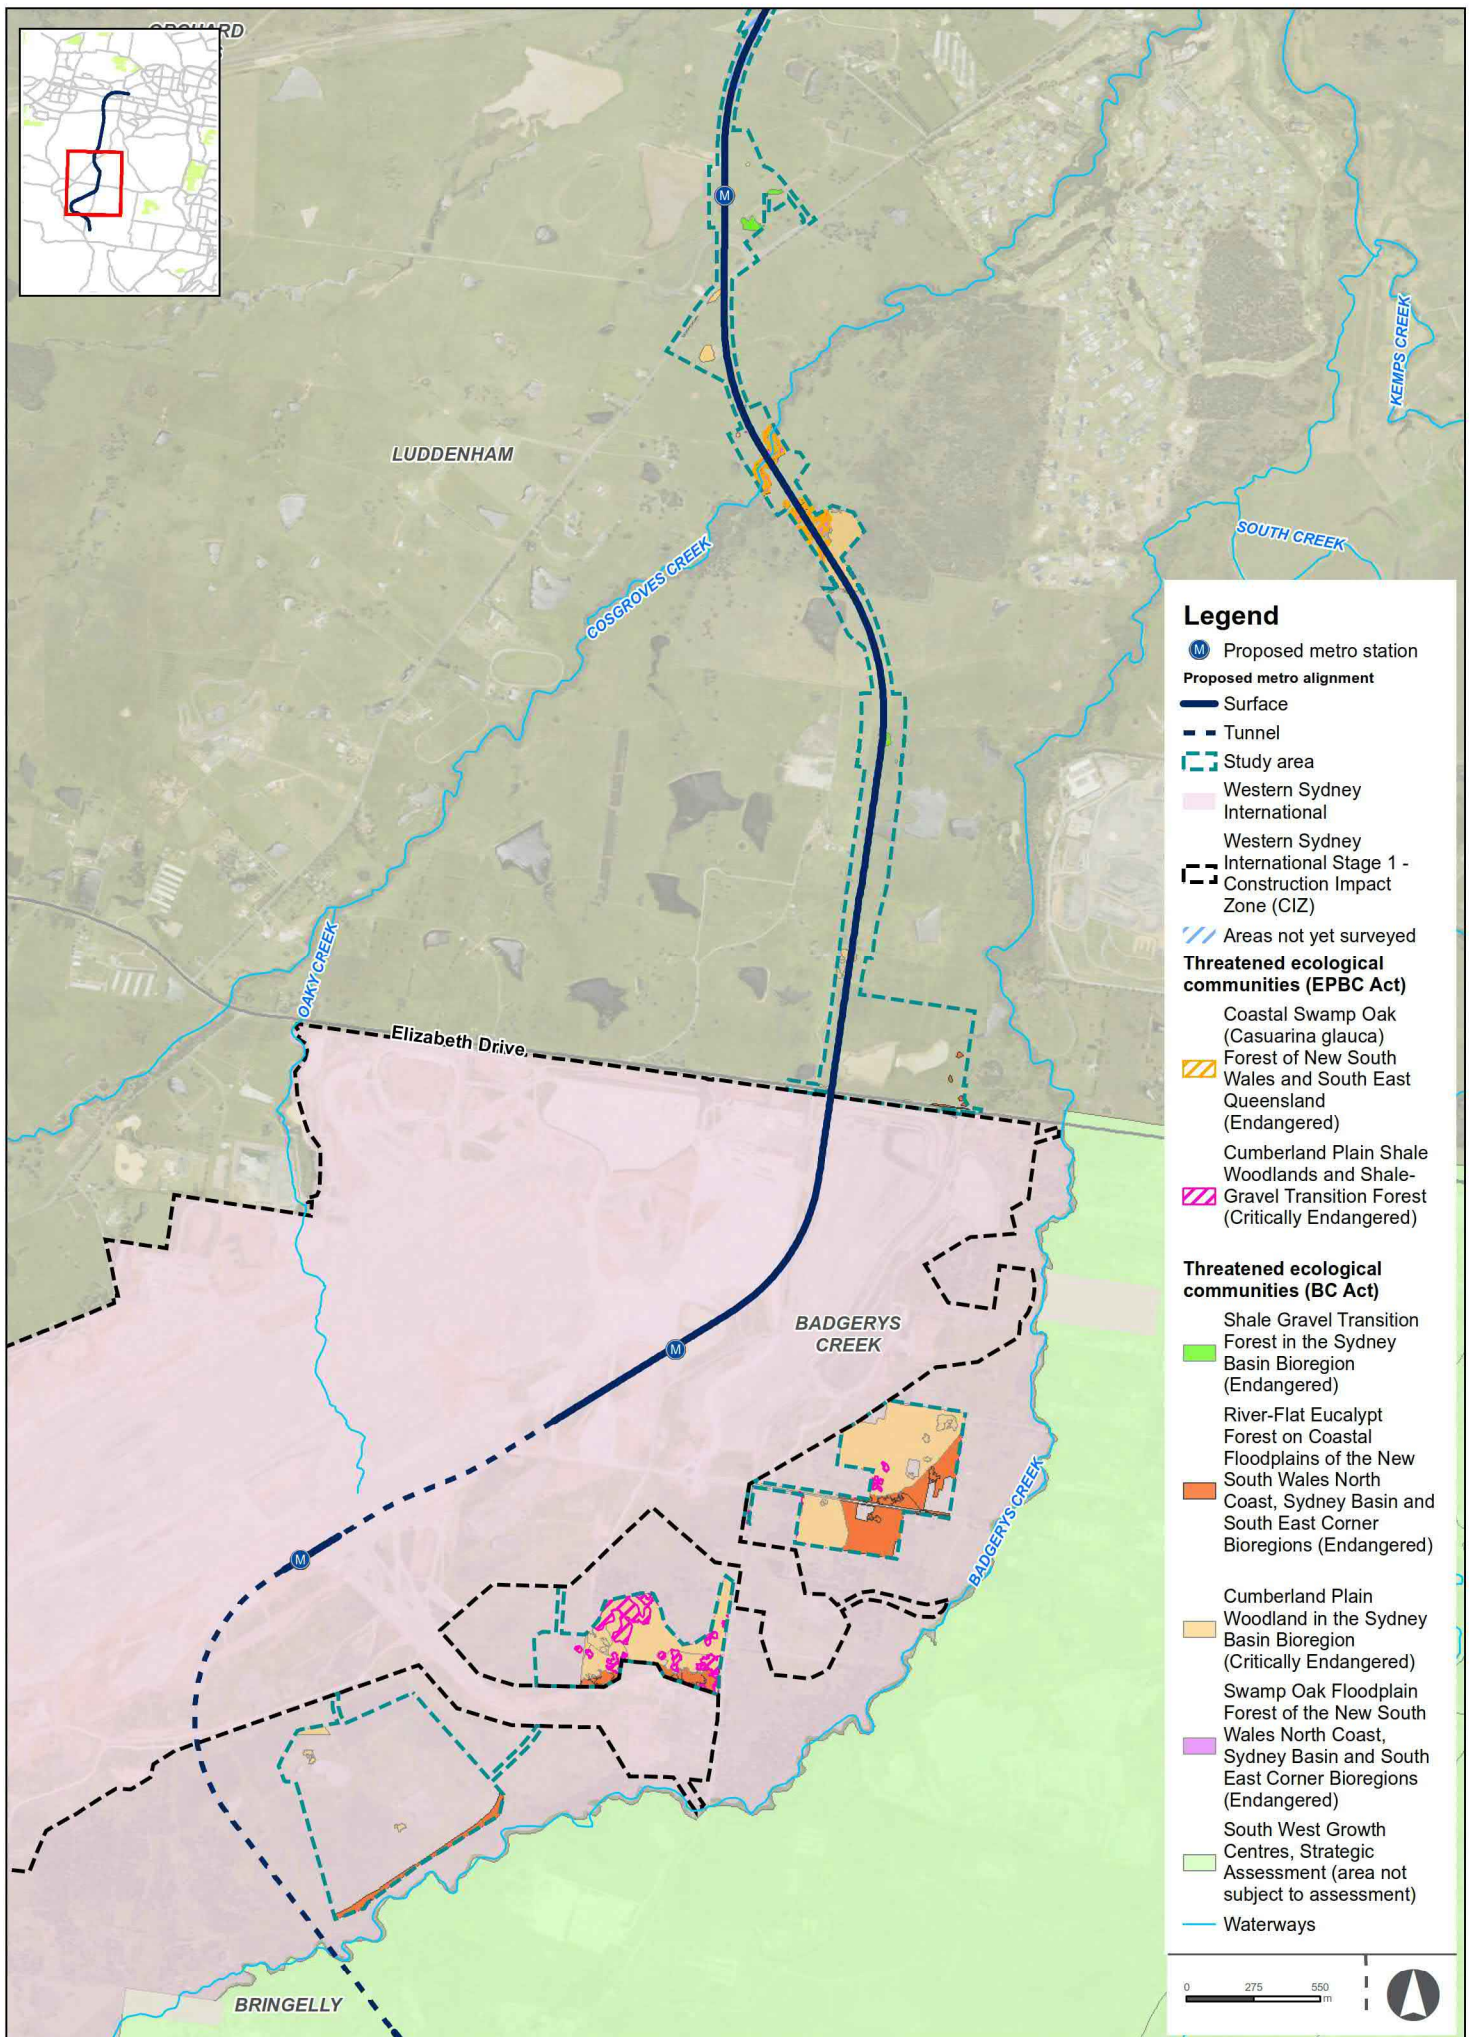 ORCHARD
LUDDENHAM
KEMPS CREEK
SOUTH CREEK
COSGROVES CREEK
OAKY CREEK
Elizabeth Drive
BADGERYS
CREEK
BADGERYS CREEK
BRINGELLY
M
M
M
Legend
M Proposed metro station
Proposed metro alignment
Surface
Tunnel
Study area
Western Sydney
International
Western Sydney
International Stage 1 -
Construction Impact
Zone (CIZ)
Areas not yet surveyed
Threatened ecological
communities (EPBC Act)
Coastal Swamp Oak
(Casuarina glauca)
Forest of New South
Wales and South East
Queensland
(Endangered)
Cumberland Plain Shale
Woodlands and Shale-
Gravel Transition Forest
(Critically Endangered)
Threatened ecological
communities (BC Act)
Shale Gravel Transition
Forest in the Sydney
Basin Bioregion
(Endangered)
River-Flat Eucalypt
Forest on Coastal
Floodplains of the New
South Wales North
Coast, Sydney Basin and
South East Corner
Bioregions (Endangered)
Cumberland Plain
Woodland in the Sydney
Basin Bioregion
(Critically Endangered)
Swamp Oak Floodplain
Forest of the New South
Wales North Coast,
Sydney Basin and South
East Corner Bioregions
(Endangered)
South West Growth
Centres, Strategic
Assessment (area not
subject to assessment)
Waterways
0 275 550
m